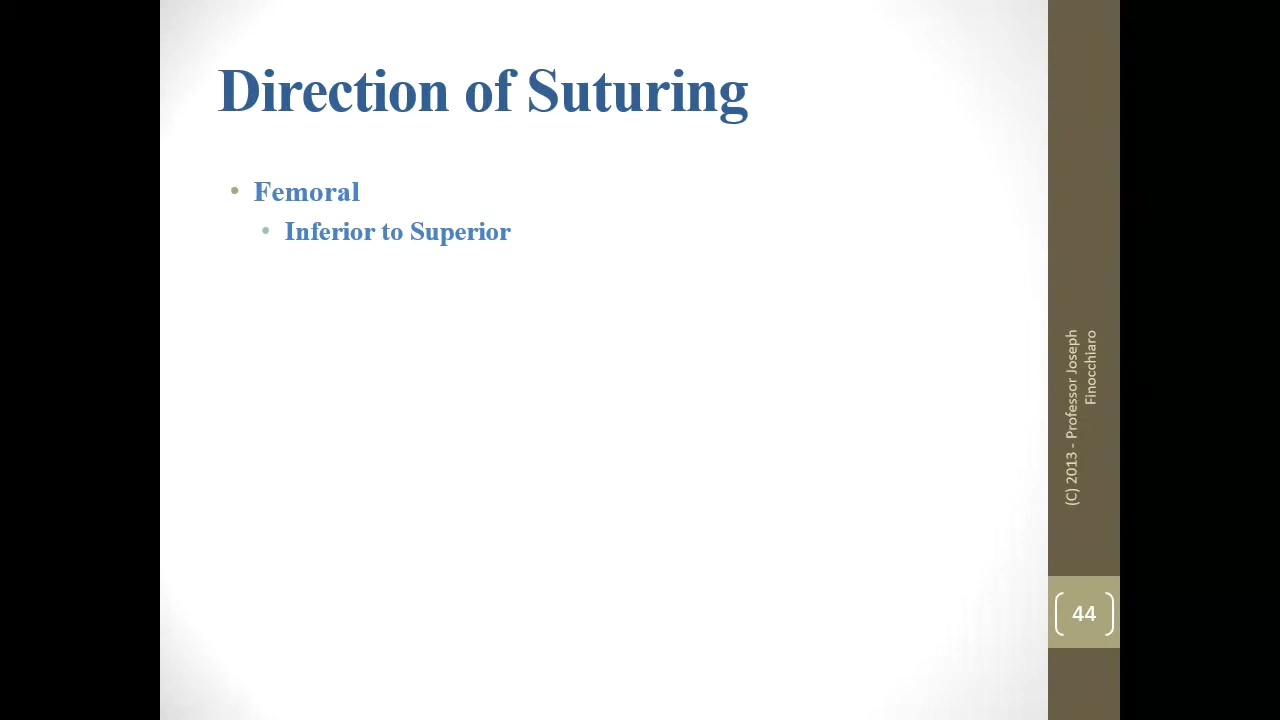 Direction of Suturing
• Femoral
• Inferior to Superior
(C) 2013 - Professor Joseph
Finocchiaro
44